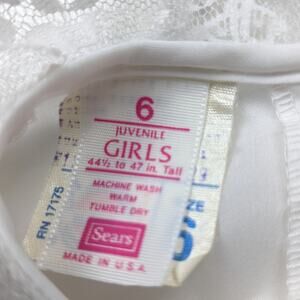 6
JUVENILE
GIRLS
44½ to 47 in. Tall
MACHINE WASH
WARM
TUMBLE DRY
Sears
MADE IN U.S.A.
RN 17175
ZE